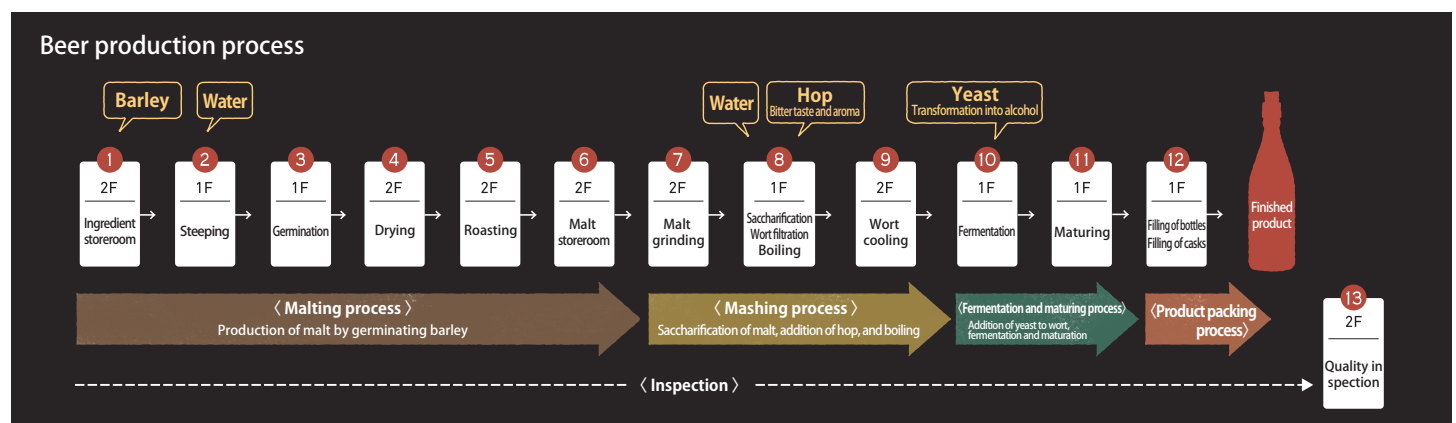 Beer production process
Barley
Water
Water
Hop
Bitter taste and aroma
Yeast
Transformation into alcohol
1
2F
Ingredient
storeroom
2
1F
Steeping
3
1F
Germination
4
2F
Drying
5
2F
Roasting
6
2F
Malt
storeroom
7
2F
Malt
grinding
8
1F
Saccharification
Wort filtration
Boiling
9
2F
Wort
cooling
10
1F
Fermentation
11
1F
Maturing
12
1F
Filling of bottles
Filling of casks
Finished
product
〈 Malting process 〉
Production of malt by germinating barley
〈 Mashing process 〉
Saccharification of malt, addition of hop, and boiling
〈Fermentation and maturing process〉
Addition of yeast to wort,
fermentation and maturation
〈Product packing
process〉
13
2F
Quality in
spection
〈 Inspection 〉